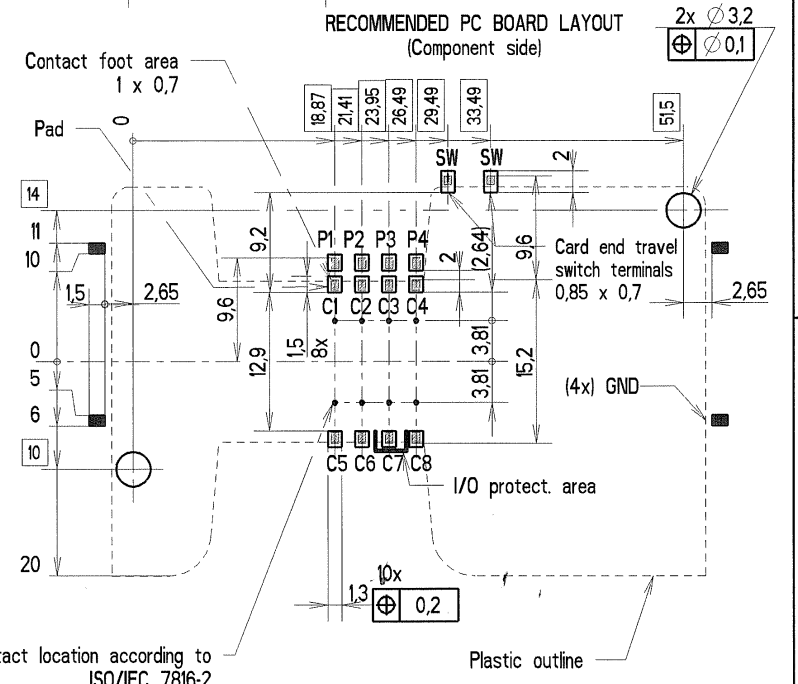 RECOMMENDED PC BOARD LAYOUT
(Component side)
2x ∅ 3,2
⌖ ∅ 0,1
Contact foot area
1 x 0,7
Pad
0
18,87
21,41
23,95
26,49
29,49
33,49
51,5
SW SW
2
14
11
10
1,5
2,65
9,6
9,2
P1 P2 P3 P4
2
(2,64)
9,6
Card end travel
switch terminals
0,85 x 0,7
2,65
C1 C2 C3 C4
0
5
6
10
20
12,9
1,5
8x
3,81
3,81
15,2
(4x) GND
C5 C6 C7 C8
I/O protect. area
10x
1,3 ⌖ 0,2
tact location according to
ISO/IEC 7816-2
Plastic outline